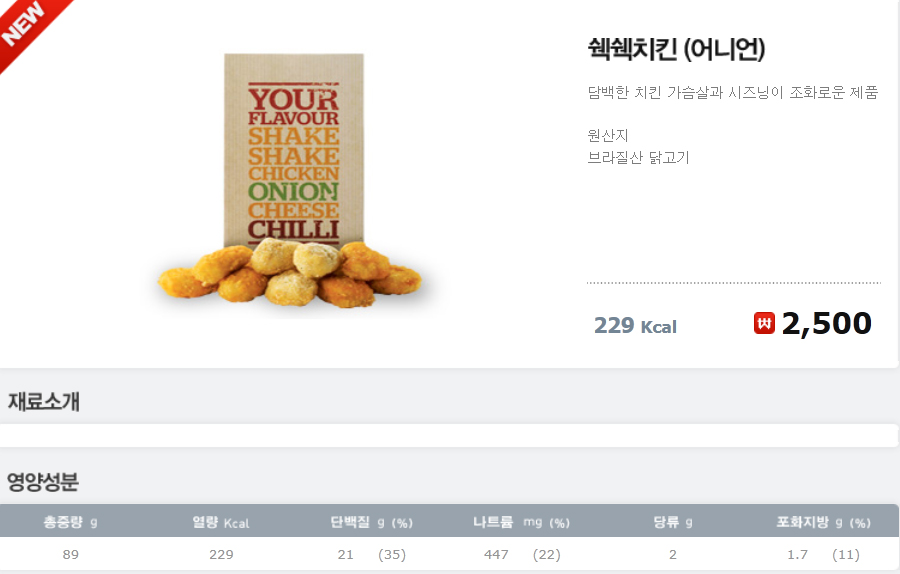 NEW
YOUR
FLAVOUR
SHAKE
SHAKE
CHICKEN
ONION
CHEESE
CHILLI
쉑쉑치킨 (어니언)
담백한 치킨 가슴살과 시즈닝이 조화로운 제품
원산지
브라질산 닭고기
229 Kcal ₩ 2,500
재료소개
영양성분
총중량 g 열량 Kcal 단백질 g (%) 나트륨 mg (%) 당류 g 포화지방 g (%)
89 229 21 (35) 447 (22) 2 1.7 (11)